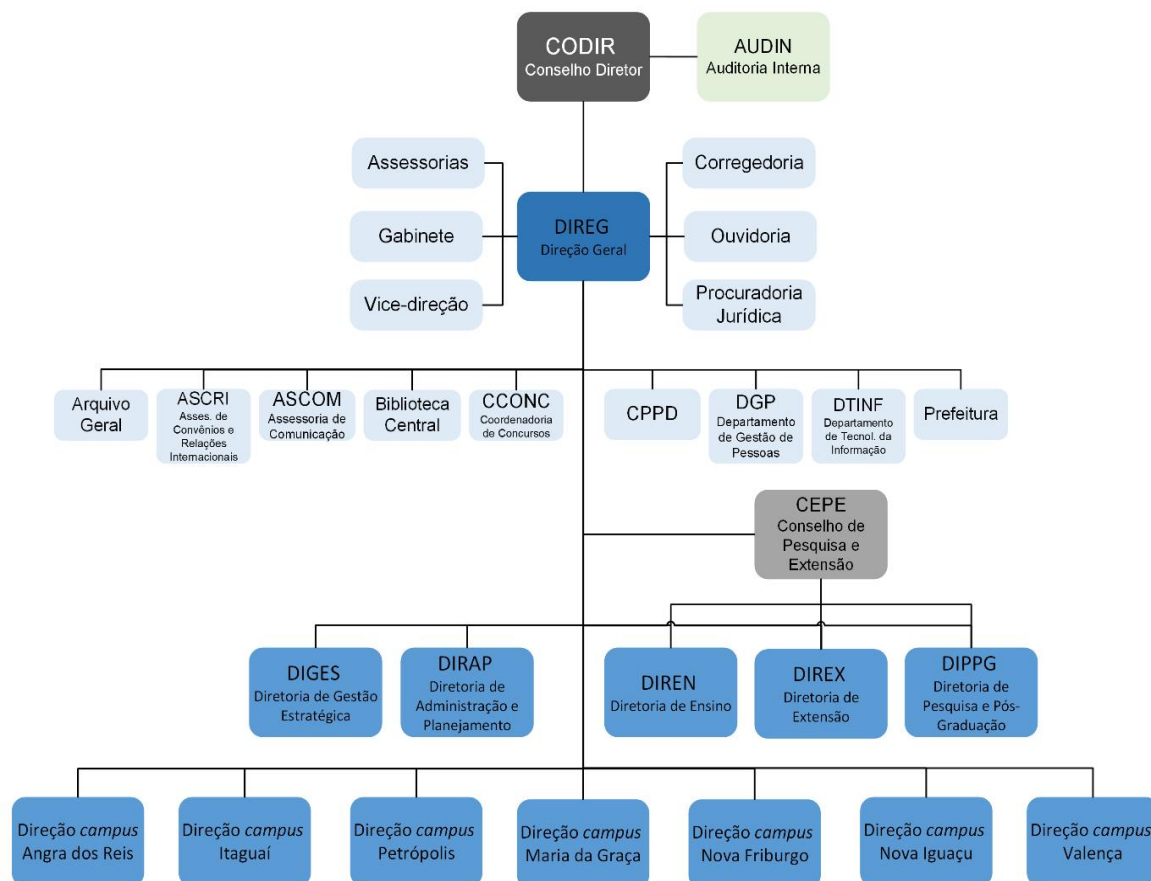 CODIR
Conselho Diretor
AUDIN
Auditoria Interna
Assessorias
Corregedoria
DIREG
Direção Geral
Gabinete
Ouvidoria
Vice-direção
Procuradoria
Jurídica
Arquivo
Geral
ASCRI
Asses. de
Convênios e
Relações
Internacionais
ASCOM
Assessoria de
Comunicação
Biblioteca
Central
CCONC
Coordenadoria
de Concursos
CPPD
DGP
Departamento
de Gestão de
Pessoas
DTINF
Departamento
de Tecnol. da
Informação
Prefeitura
CEPE
Conselho de
Pesquisa e
Extensão
DIGES
Diretoria de Gestão
Estratégica
DIRAP
Diretoria de
Administração e
Planejamento
DIREN
Diretoria de Ensino
DIREX
Diretoria de
Extensão
DIPPG
Diretoria de
Pesquisa e Pós-
Graduação
Direção campus
Angra dos Reis
Direção campus
Itaguaí
Direção campus
Petrópolis
Direção campus
Maria da Graça
Direção campus
Nova Friburgo
Direção campus
Nova Iguaçu
Direção campus
Valença